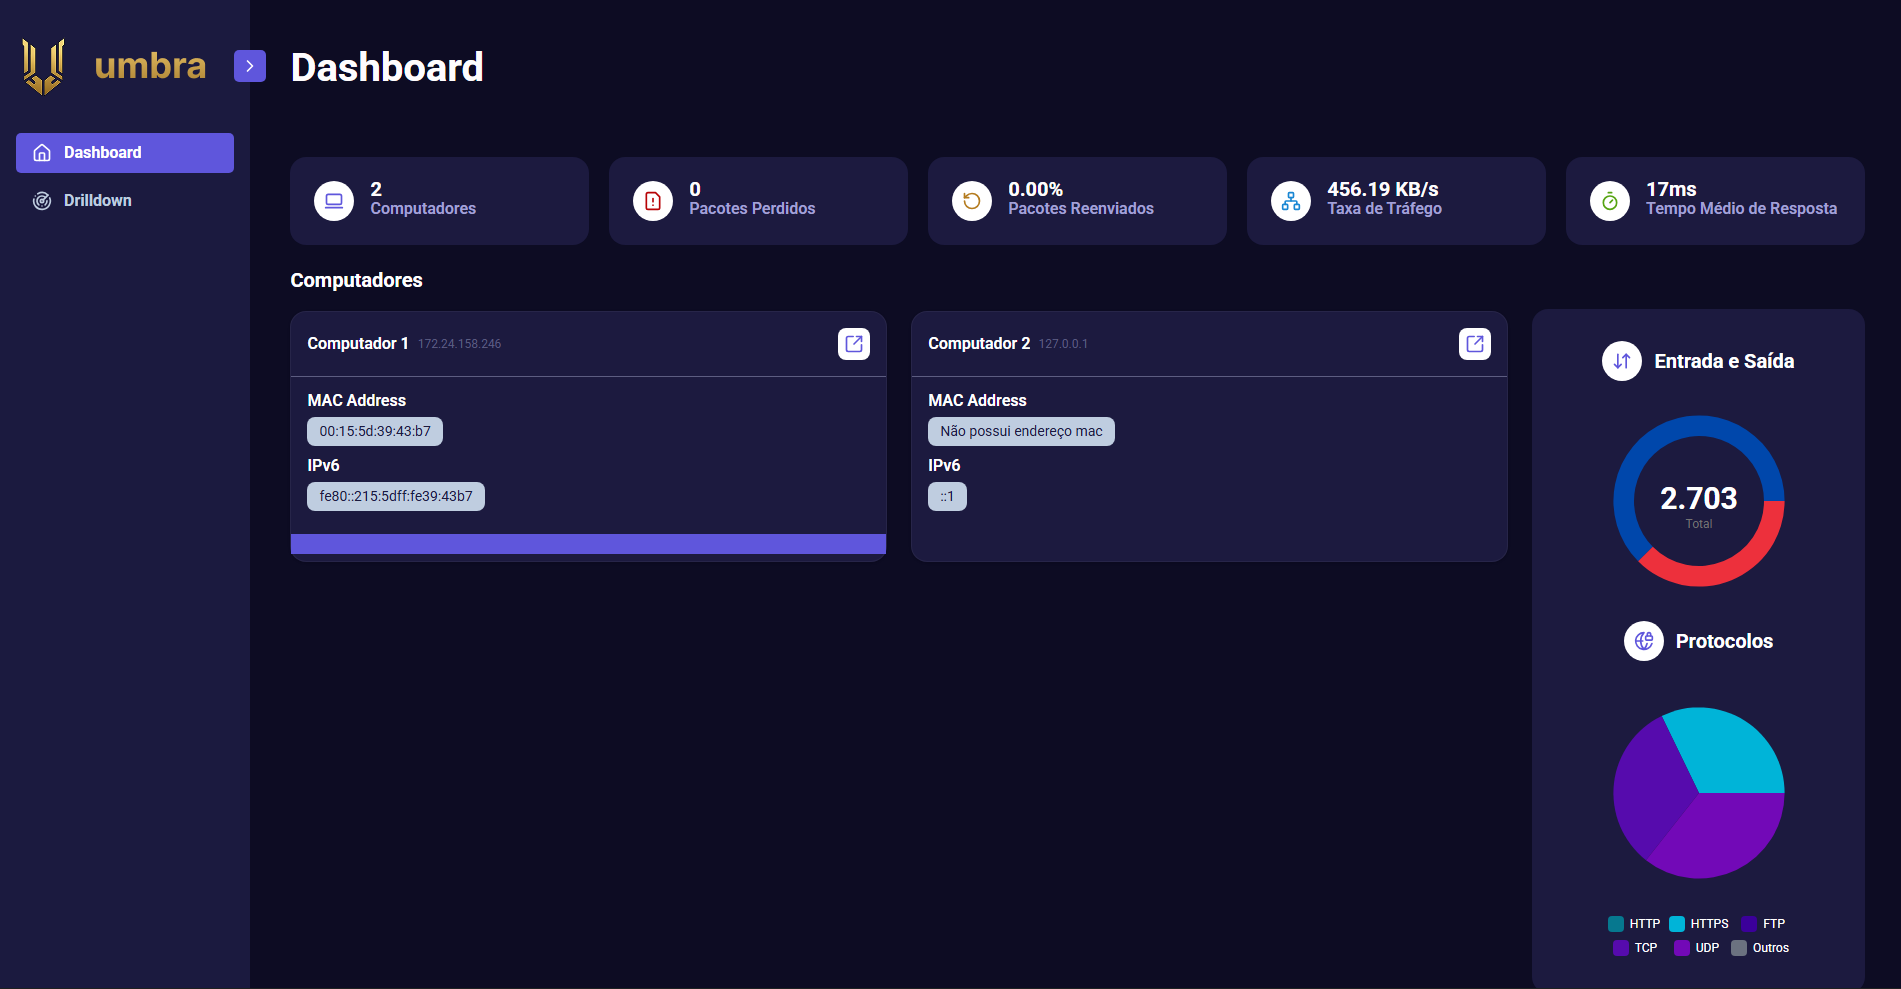 umbra
Dashboard
Dashboard
Drilldown
2
Computadores
0
Pacotes Perdidos
0.00%
Pacotes Reenviados
456.19 KB/s
Taxa de Tráfego
17ms
Tempo Médio de Resposta
Computadores
Computador 1 172.24.158.246
MAC Address
00:15:5d:39:43:b7
IPv6
fe80::215:5dff:fe39:43b7
Computador 2 127.0.0.1
MAC Address
Não possui endereço mac
IPv6
::1
Entrada e Saída
2.703
Total
Protocolos
HTTP HTTPS FTP
TCP UDP Outros